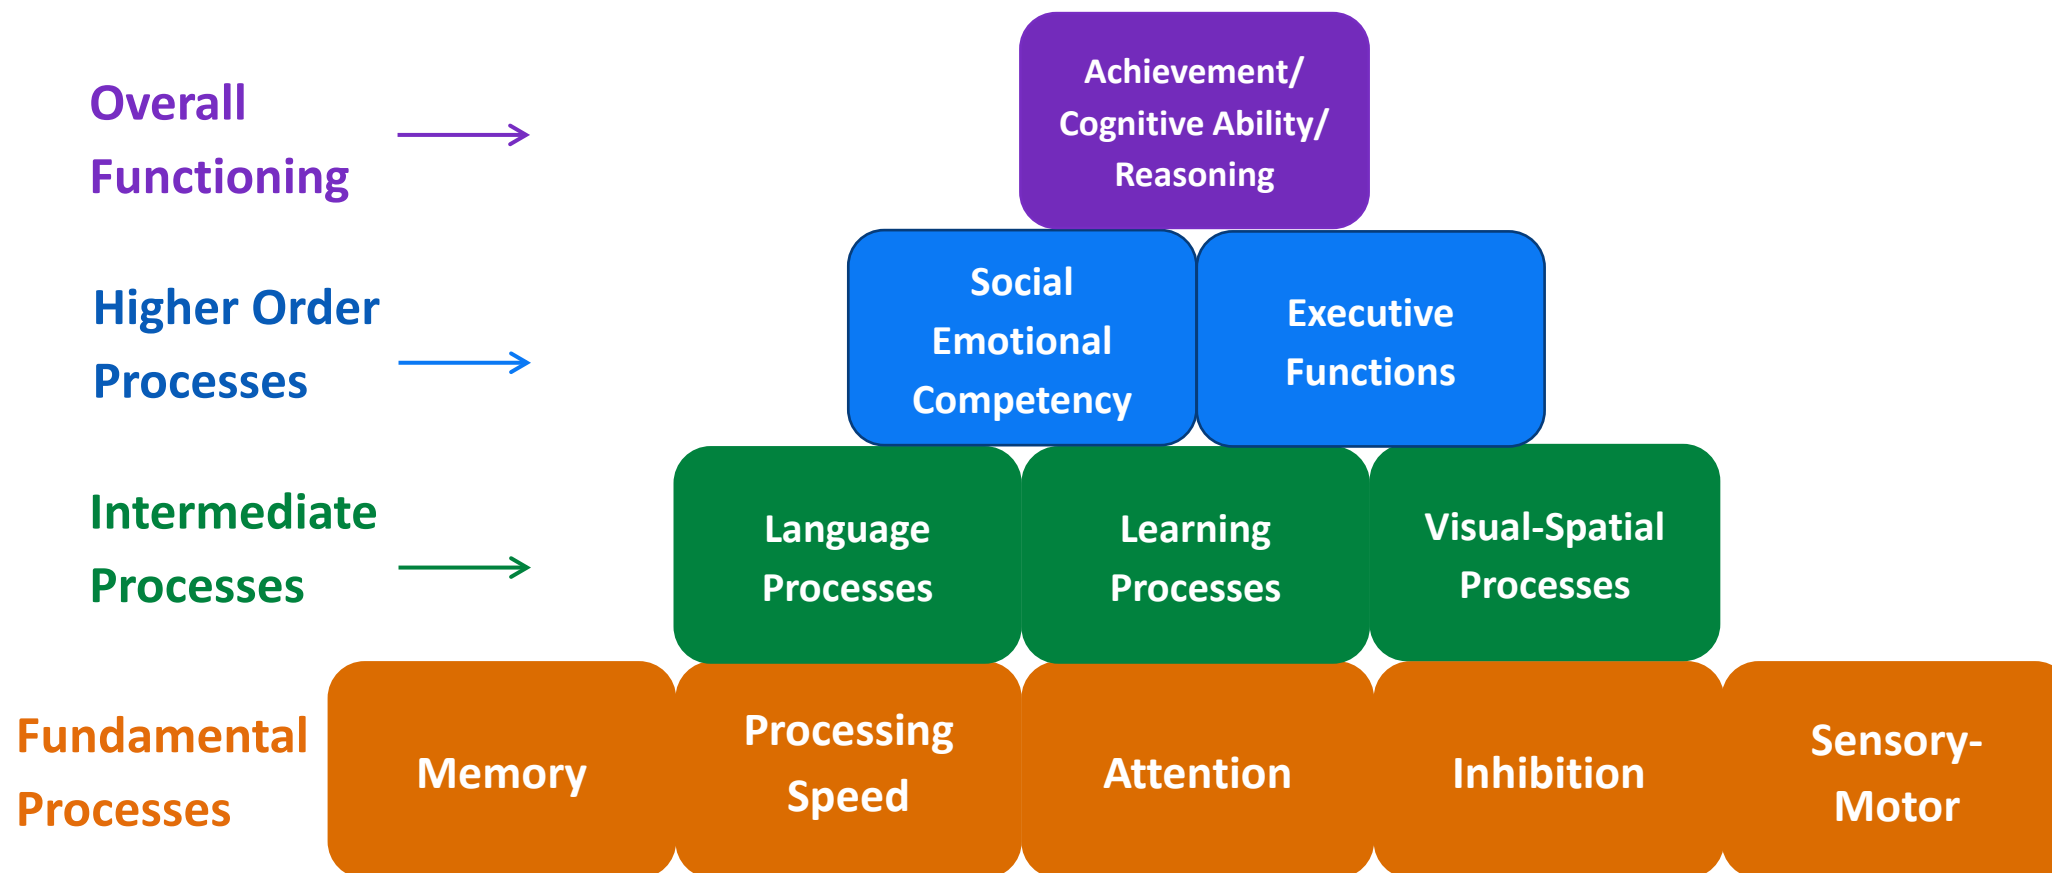 Overall
Functioning
Achievement/
Cognitive Ability/
Reasoning
Higher Order
Processes
Social
Emotional
Competency
Executive
Functions
Intermediate
Processes
Language
Processes
Learning
Processes
Visual-Spatial
Processes
Fundamental
Processes
Memory
Processing
Speed
Attention
Inhibition
Sensory-
Motor